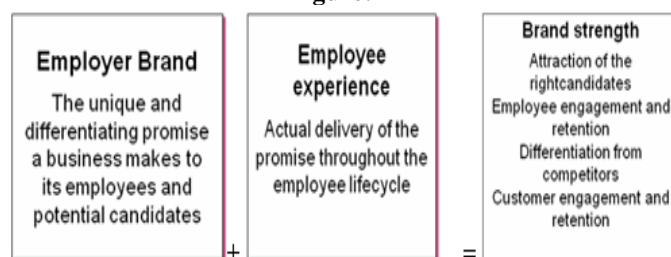 Employer Brand
The unique and
differentiating promise
a business makes to
its employees and
potential candidates
+
Employee
experience
Actual delivery of the
promise throughout the
employee lifecycle
=
Brand strength
Attraction of the
rightcandidates
Employee engagement and
retention
Differentiation from
competitors
Customer engagement and
retention